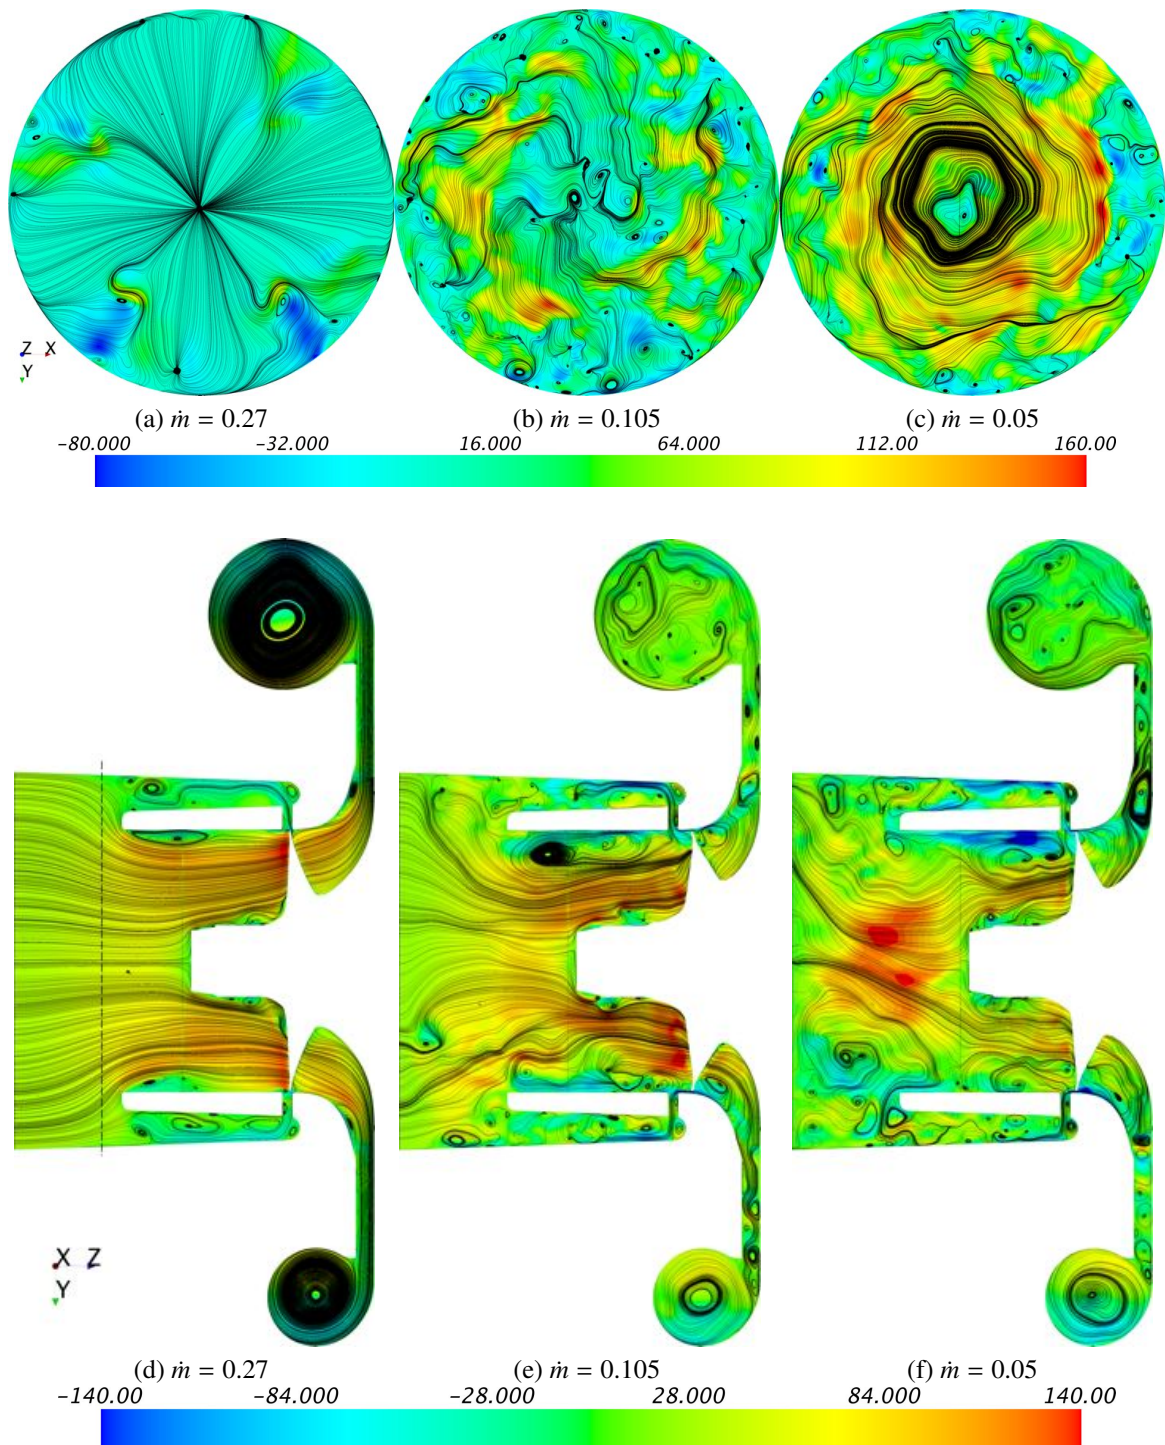 Z X
Y
(a) ṁ = 0.27 (b) ṁ = 0.105 (c) ṁ = 0.05
-80.000 -32.000 16.000 64.000 112.00 160.00
X Z
Y
(d) ṁ = 0.27 (e) ṁ = 0.105 (f) ṁ = 0.05
-140.00 -84.000 -28.000 28.000 84.000 140.00